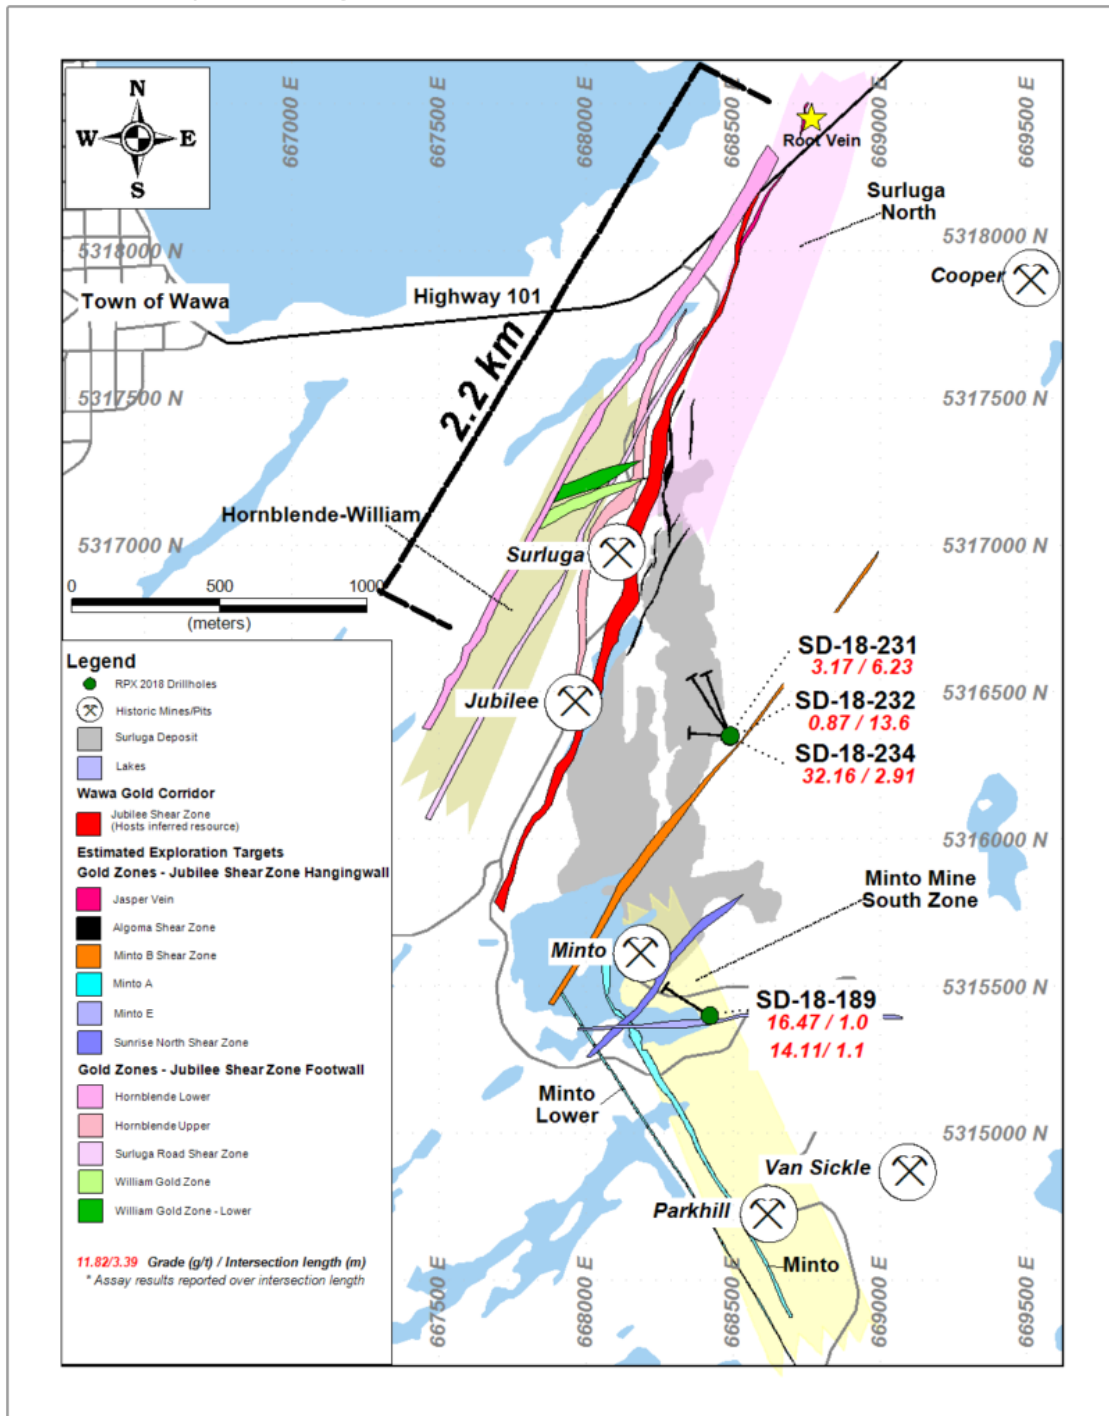 N
W E
S
667000 E
667500 E
668000 E
668500 E
669000 E
669500 E
Root Vein
Surluga
North
5318000 N
5318000 N
Cooper
Town of Wawa
Highway 101
2.2 km
5317500 N
5317500 N
Hornblende-William
5317000 N
5317000 N
Surluga
0 500 1000
(meters)
SD-18-231
3.17 / 6.23
SD-18-232
0.87 / 13.6
SD-18-234
32.16 / 2.91
5316500 N
Jubilee
5316000 N
Minto Mine
South Zone
Minto
5315500 N
SD-18-189
16.47 / 1.0
14.11/ 1.1
Minto
Lower
5315000 N
Van Sickle
Parkhill
Minto
667500 E
668000 E
668500 E
669000 E
669500 E
Legend
RPX 2018 Drillholes
Historic Mines/Pits
Surluga Deposit
Lakes
Wawa Gold Corridor
Jubilee Shear Zone
(Hosts inferred resource)
Estimated Exploration Targets
Gold Zones - Jubilee Shear Zone Hangingwall
Jasper Vein
Algoma Shear Zone
Minto B Shear Zone
Minto A
Minto E
Sunrise North Shear Zone
Gold Zones - Jubilee Shear Zone Footwall
Hornblende Lower
Hornblende Upper
Surluga Road Shear Zone
William Gold Zone
William Gold Zone - Lower
11.82/3.39 Grade (g/t) / Intersection length (m)
* Assay results reported over intersection length